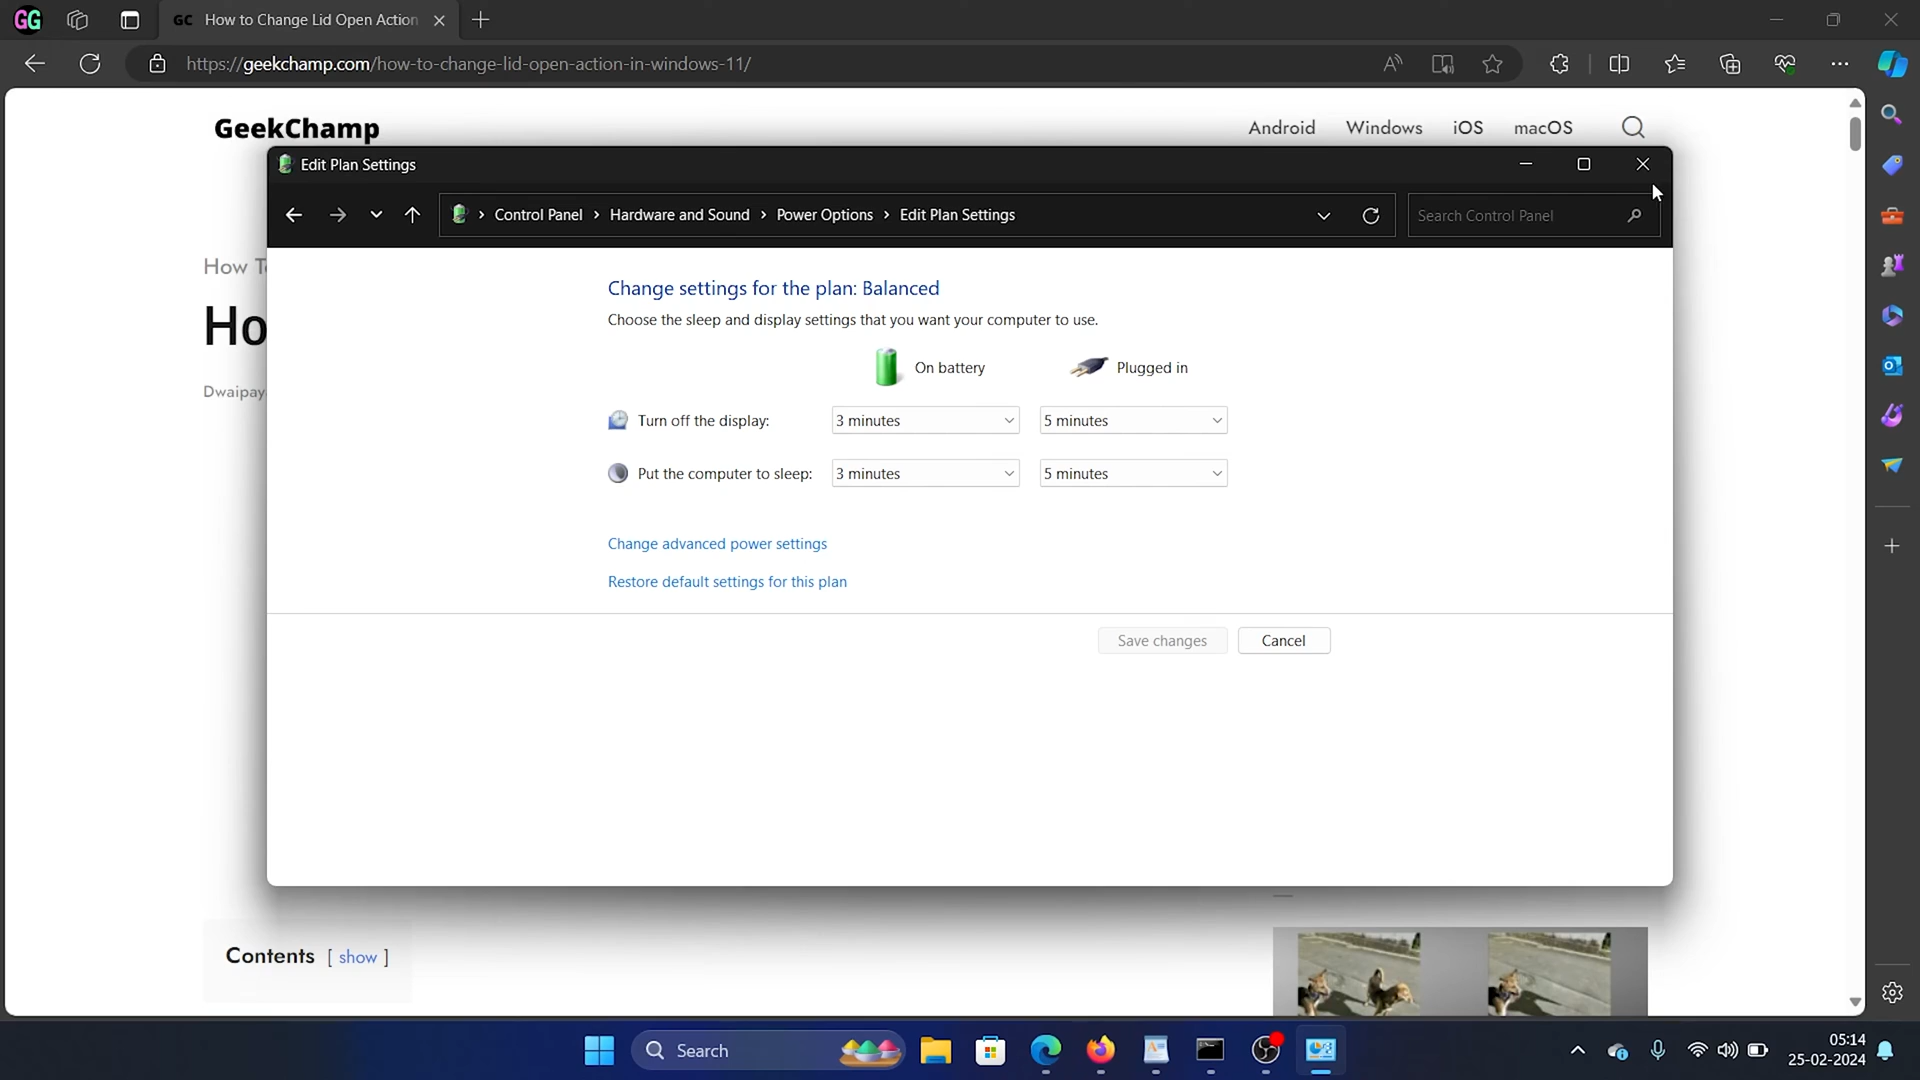 GC How to Change Lid Open Action
https://geekchamp.com/how-to-change-lid-open-action-in-windows-11/
GeekChamp
Android Windows iOS macOS
Edit Plan Settings
Control Panel > Hardware and Sound > Power Options > Edit Plan Settings
Search Control Panel
How T
Ho
Dwaipay
Change settings for the plan: Balanced
Choose the sleep and display settings that you want your computer to use.
On battery Plugged in
Turn off the display: 3 minutes 5 minutes
Put the computer to sleep: 3 minutes 5 minutes
Change advanced power settings
Restore default settings for this plan
Save changes Cancel
Contents [ show ]
Search
05:14
25-02-2024